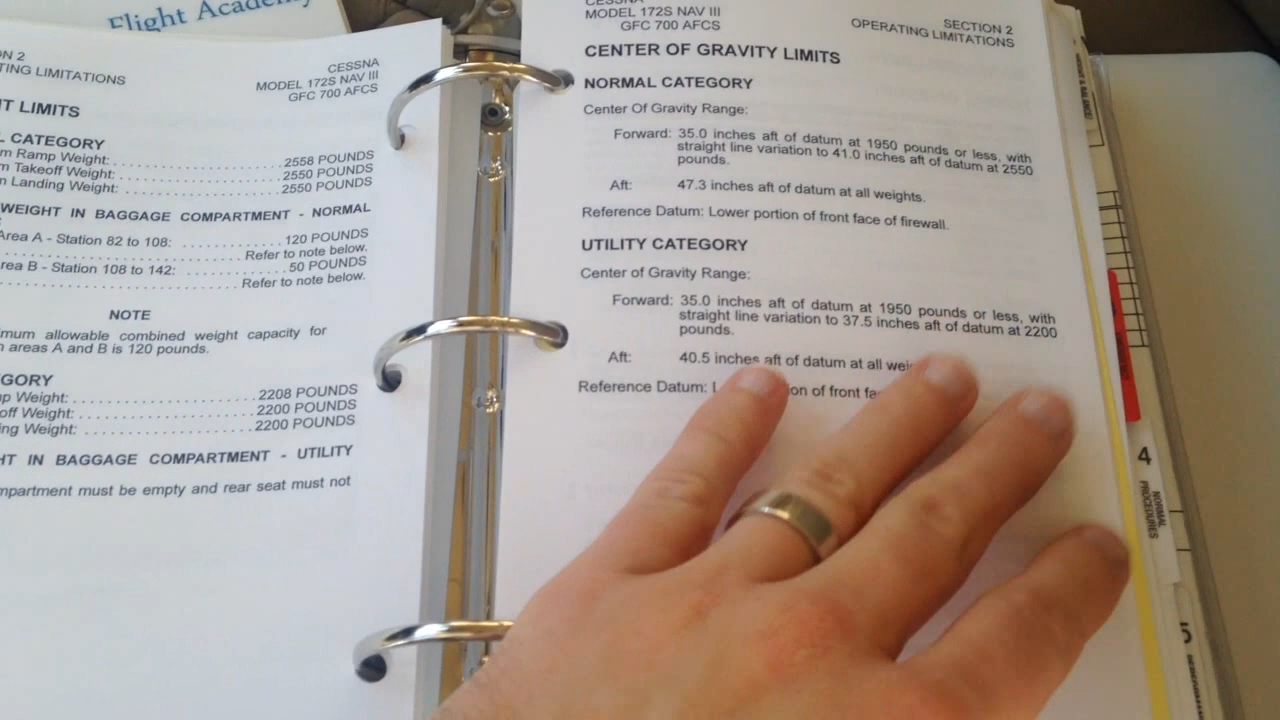 Flight Academy
ON 2
TING LIMITATIONS
CESSNA
MODEL 172S NAV III
GFC 700 AFCS
T LIMITS
L CATEGORY
m Ramp Weight: 2558 POUNDS
m Takeoff Weight: 2550 POUNDS
m Landing Weight: 2550 POUNDS
WEIGHT IN BAGGAGE COMPARTMENT - NORMAL
Area A - Station 82 to 108: 120 POUNDS
Refer to note below.
rea B - Station 108 to 142: 50 POUNDS
Refer to note below.
NOTE
mum allowable combined weight capacity for
areas A and B is 120 pounds.
GORY
p Weight: 2208 POUNDS
off Weight: 2200 POUNDS
ing Weight: 2200 POUNDS
HT IN BAGGAGE COMPARTMENT - UTILITY
mpartment must be empty and rear seat must not
CESSNA
MODEL 172S NAV III
GFC 700 AFCS
SECTION 2
OPERATING LIMITATIONS
CENTER OF GRAVITY LIMITS
NORMAL CATEGORY
Center Of Gravity Range:
Forward: 35.0 inches aft of datum at 1950 pounds or less, with
straight line variation to 41.0 inches aft of datum at 2550
pounds.
Aft: 47.3 inches aft of datum at all weights.
Reference Datum: Lower portion of front face of firewall.
UTILITY CATEGORY
Center of Gravity Range:
Forward: 35.0 inches aft of datum at 1950 pounds or less, with
straight line variation to 37.5 inches aft of datum at 2200
pounds.
Aft: 40.5 inches aft of datum at all wei
Reference Datum: L ion of front fa
4
NORMAL
PROCEDURES
5